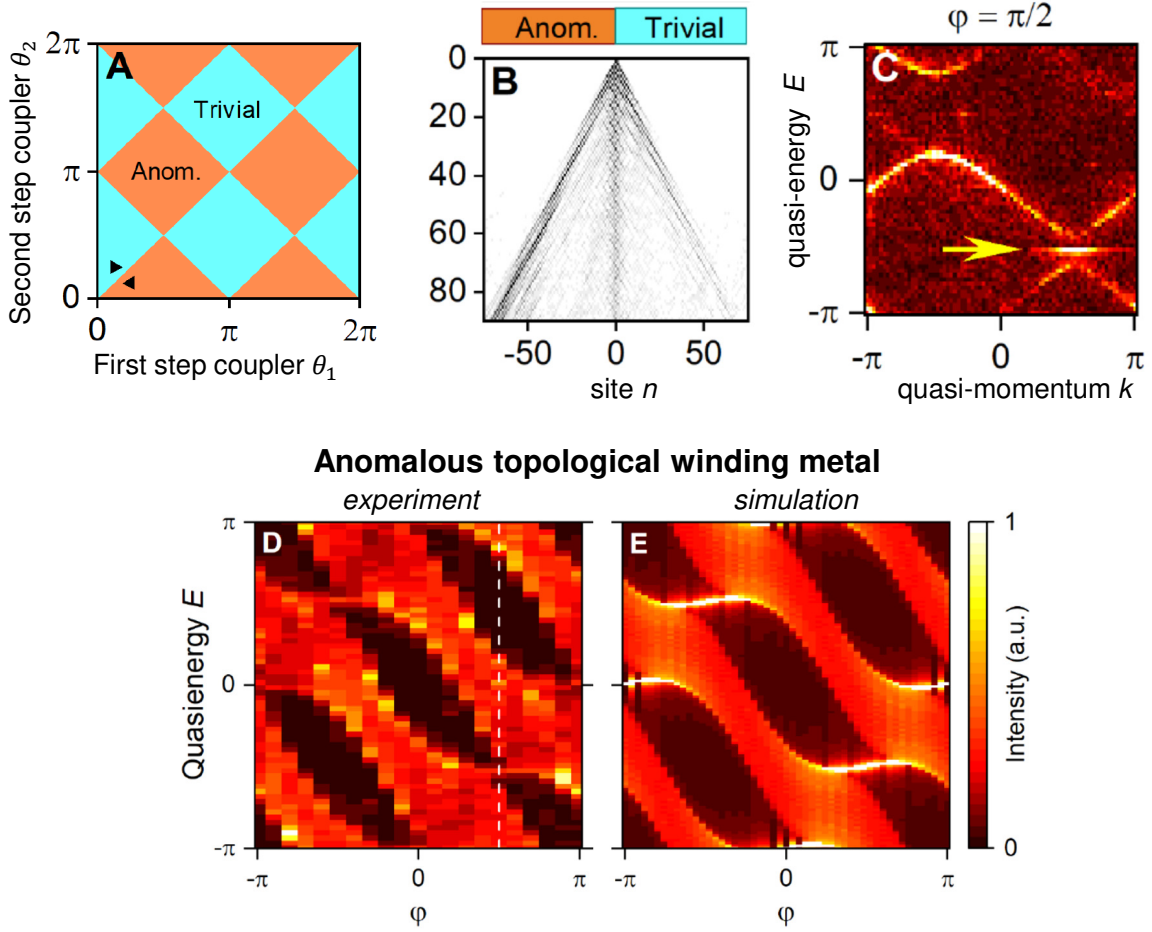 Second step coupler θ₂
2π
π
0
A
Trivial
Anom.
0 π 2π
First step coupler θ₁
Anom. Trivial
B
0
20
40
60
80
-50 0 50
site n
φ = π/2
C
quasi-energy E
π
0
-π
-π 0 π
quasi-momentum k
Anomalous topological winding metal
experiment simulation
D
E
Quasienergy E
π
0
-π
-π 0 π
φ
-π 0 π
φ
1
0
Intensity (a.u.)